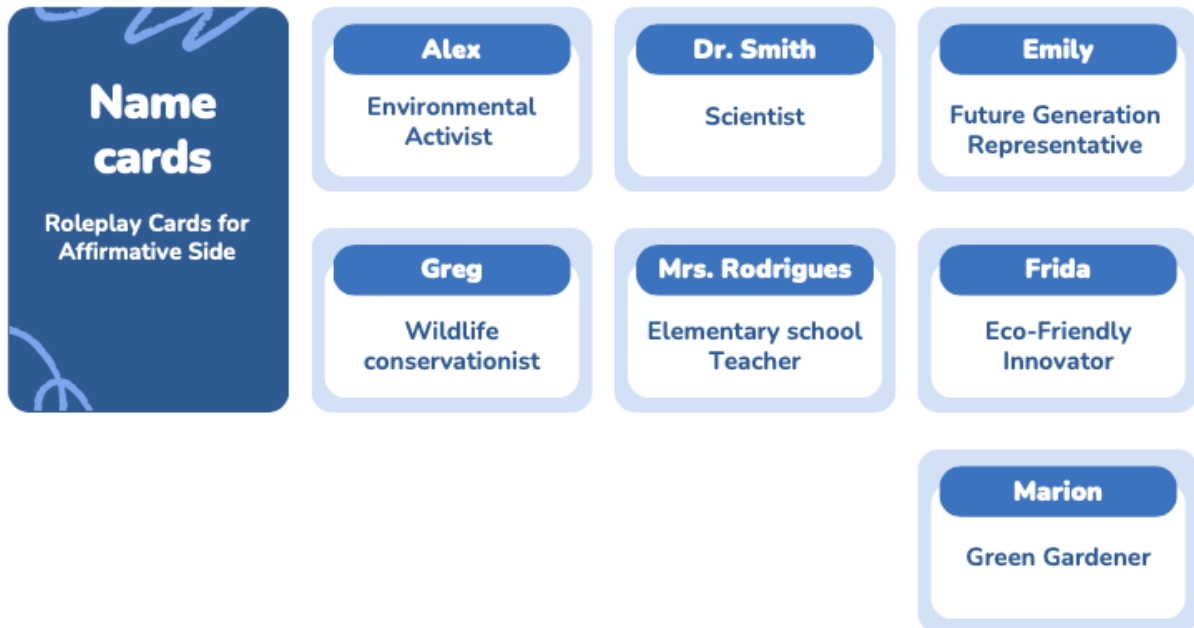 Name
cards
Roleplay Cards for
Affirmative Side
Alex
Environmental
Activist
Dr. Smith
Scientist
Emily
Future Generation
Representative
Greg
Wildlife
conservationist
Mrs. Rodrigues
Elementary school
Teacher
Frida
Eco-Friendly
Innovator
Marion
Green Gardener